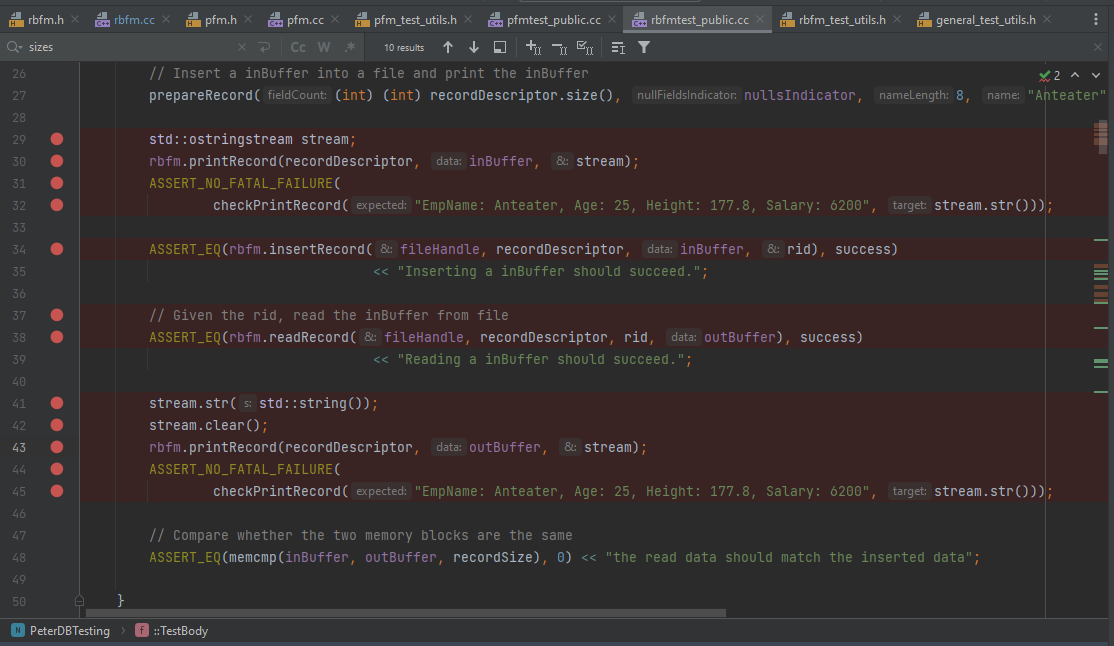 rbfm.h rbfm.cc pfm.h pfm.cc pfm_test_utils.h pfmtest_public.cc rbfmtest_public.cc rbfm_test_utils.h general_test_utils.h
sizes Cc W .* 10 results
26 // Insert a inBuffer into a file and print the inBuffer
2
27 prepareRecord( fieldCount: (int) (int) recordDescriptor.size(), nullFieldsIndicator: nullsIndicator, nameLength: 8, name: "Anteater"
28
29 std::ostringstream stream;
30 rbfm.printRecord(recordDescriptor, data: inBuffer, &: stream);
31 ASSERT_NO_FATAL_FAILURE(
32 checkPrintRecord( expected: "EmpName: Anteater, Age: 25, Height: 177.8, Salary: 6200", target: stream.str()));
33
34 ASSERT_EQ(rbfm.insertRecord( &: fileHandle, recordDescriptor, data: inBuffer, &: rid), success)
35 << "Inserting a inBuffer should succeed.";
36
37 // Given the rid, read the inBuffer from file
38 ASSERT_EQ(rbfm.readRecord( &: fileHandle, recordDescriptor, rid, data: outBuffer), success)
39 << "Reading a inBuffer should succeed.";
40
41 stream.str( s: std::string());
42 stream.clear();
43 rbfm.printRecord(recordDescriptor, data: outBuffer, &: stream);
44 ASSERT_NO_FATAL_FAILURE(
45 checkPrintRecord( expected: "EmpName: Anteater, Age: 25, Height: 177.8, Salary: 6200", target: stream.str()));
46
47 // Compare whether the two memory blocks are the same
48 ASSERT_EQ(memcmp(inBuffer, outBuffer, recordSize), 0) << "the read data should match the inserted data";
49
50 }
N PeterDBTesting f ::TestBody